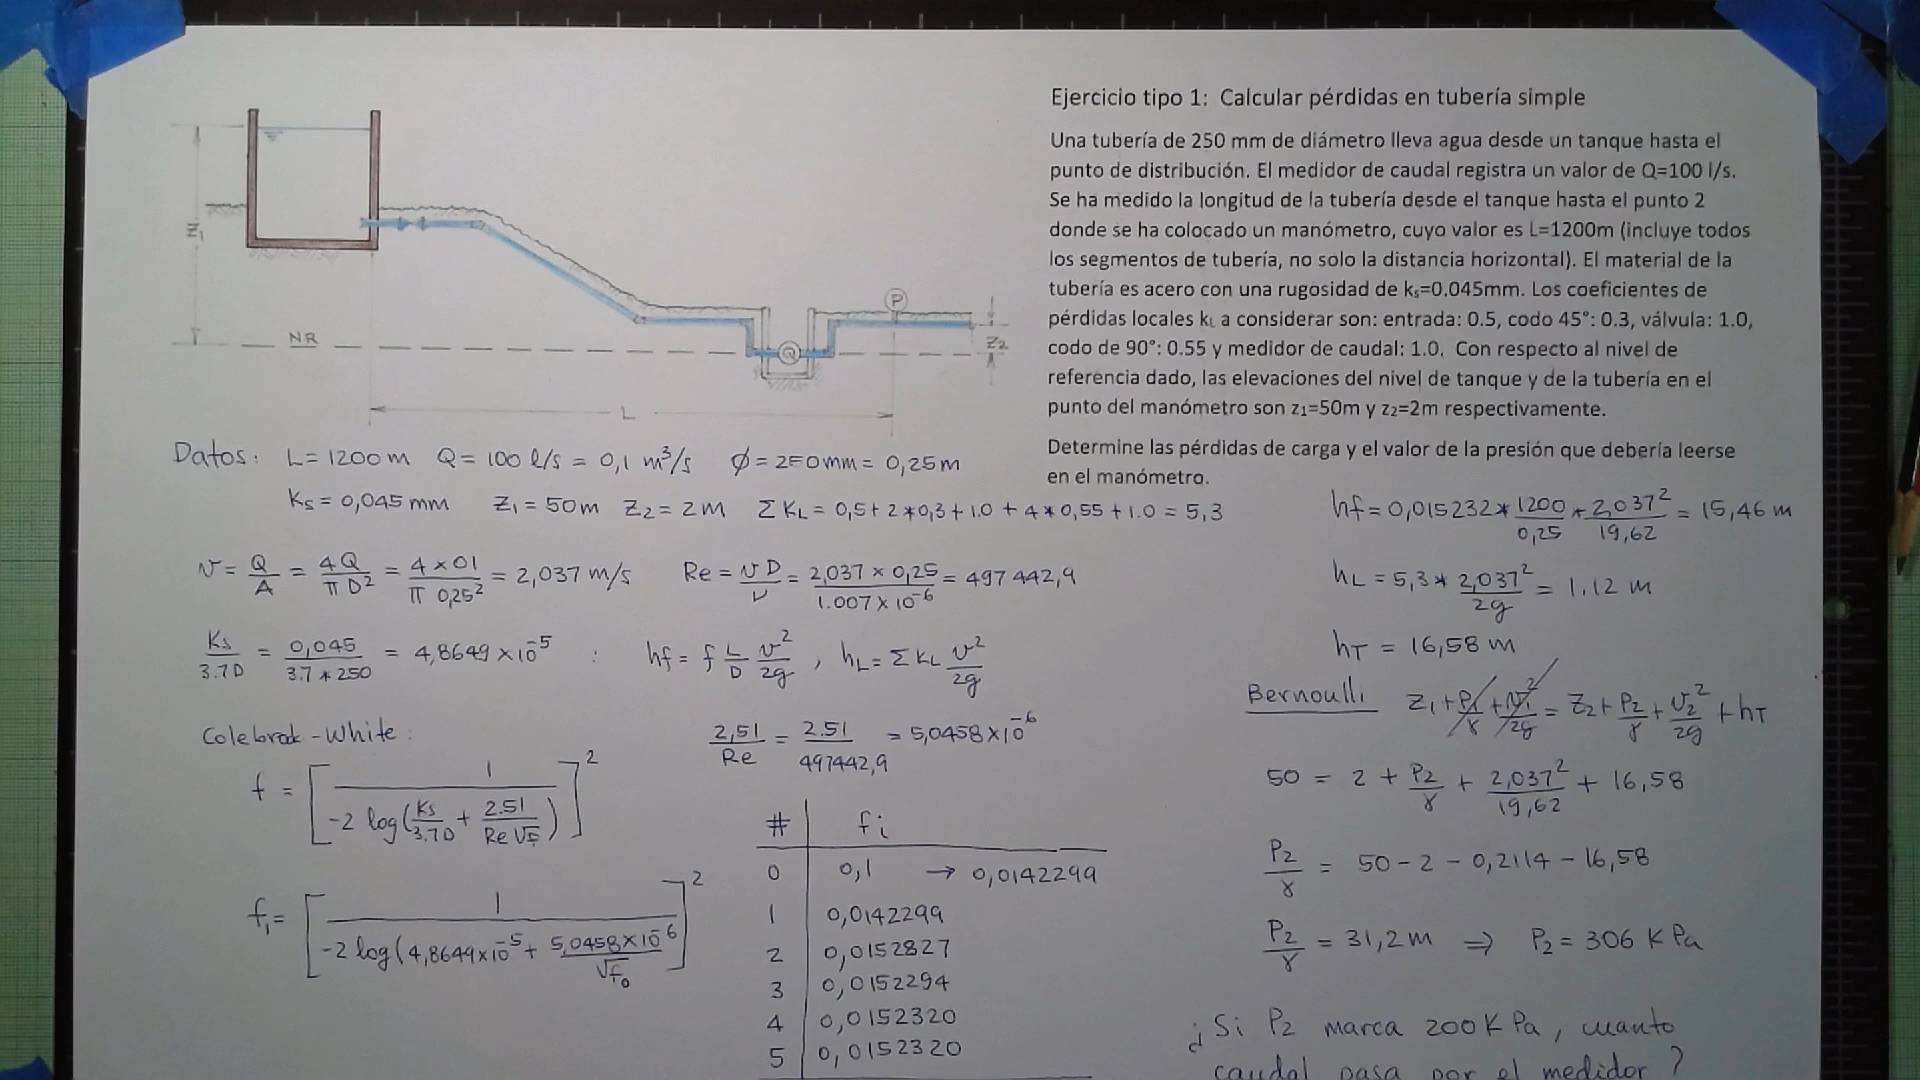 Ejercicio tipo 1: Calcular pérdidas en tubería simple
Una tubería de 250 mm de diámetro lleva agua desde un tanque hasta el
punto de distribución. El medidor de caudal registra un valor de Q=100 l/s.
Se ha medido la longitud de la tubería desde el tanque hasta el punto 2
donde se ha colocado un manómetro, cuyo valor es L=1200m (incluye todos
los segmentos de tubería, no solo la distancia horizontal). El material de la
tubería es acero con una rugosidad de ks=0.045mm. Los coeficientes de
pérdidas locales kL a considerar son: entrada: 0.5, codo 45°: 0.3, válvula: 1.0,
codo de 90°: 0.55 y medidor de caudal: 1.0. Con respecto al nivel de
referencia dado, las elevaciones del nivel de tanque y de la tubería en el
punto del manómetro son z1=50m y z2=2m respectivamente.
Determine las pérdidas de carga y el valor de la presión que debería leerse
en el manómetro.
Z1
NR
P
Q
Z2
L
Datos: L= 1200 m Q= 100 l/s = 0,1 m³/s Ø = 250mm = 0,25m
Ks = 0,045 mm Z1 = 50m Z2 = 2m ΣKL = 0,5+2*0,3+1.0+4*0,55+1.0 = 5,3
v = Q/A = 4Q/πD² = 4×01/π 0,25² = 2,037 m/s Re = vD/ν = 2,037 × 0,25/1.007×10⁻⁶ = 497 442,9
Ks/3.7D = 0,045/3.7*250 = 4,8649×10⁻⁵ : hf = f L/D v²/2g , hL = ΣKL v²/2g
Colebrook-White:
2,51/Re = 2.51/497442,9 = 5,0458×10⁻⁶
f = [1/-2 log(Ks/3.7D + 2.51/Re√f)]²
f1 = [1/-2 log(4,8649×10⁻⁵ + 5,0458×10⁻⁶/√f0)]²
# fi
0 0,1 → 0,0142299
1 0,0142299
2 0,0152827
3 0,0152294
4 0,0152320
5 0,0152320
hf = 0,015232*1200/0,25*2,037²/19,62 = 15,46 m
hL = 5,3*2,037²/2g = 1.12 m
hT = 16,58 m
Bernoulli Z1+P1/γ+v1²/2g = Z2+P2/γ+v2²/2g+hT
50 = 2 + P2/γ + 2,037²/19,62 + 16,58
P2/γ = 50-2-0,2114-16,58
P2/γ = 31,2m ⇒ P2 = 306 KPa
¿Si P2 marca 200KPa, cuanto
caudal pasa por el medidor?